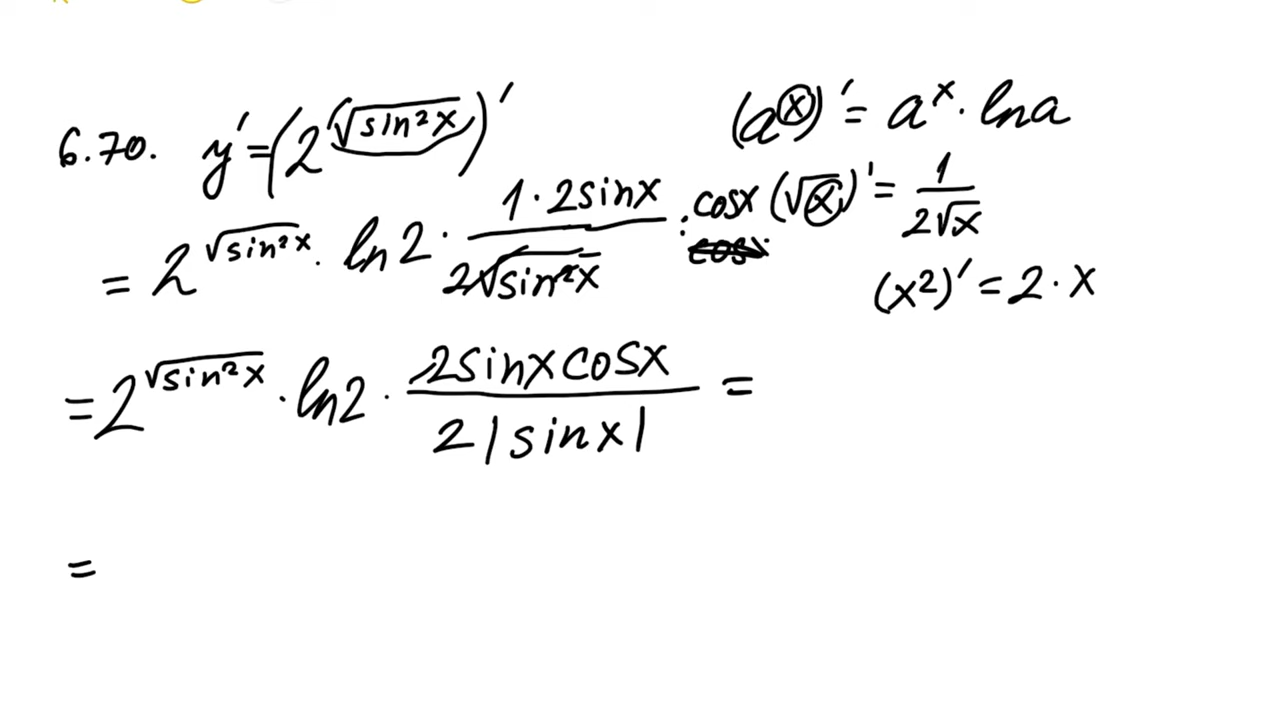 6.70. y' = (2^(√sin²x))'
(a^x)' = a^x · ln a
= 2^√sin²x · ln2 · (1·2sinx)/(2√sin²x) : cosx
(√x)' = 1/(2√x)
(x²)' = 2·x
= 2^√sin²x · ln2 · (2sinx cosx)/(2|sinx|) =
=